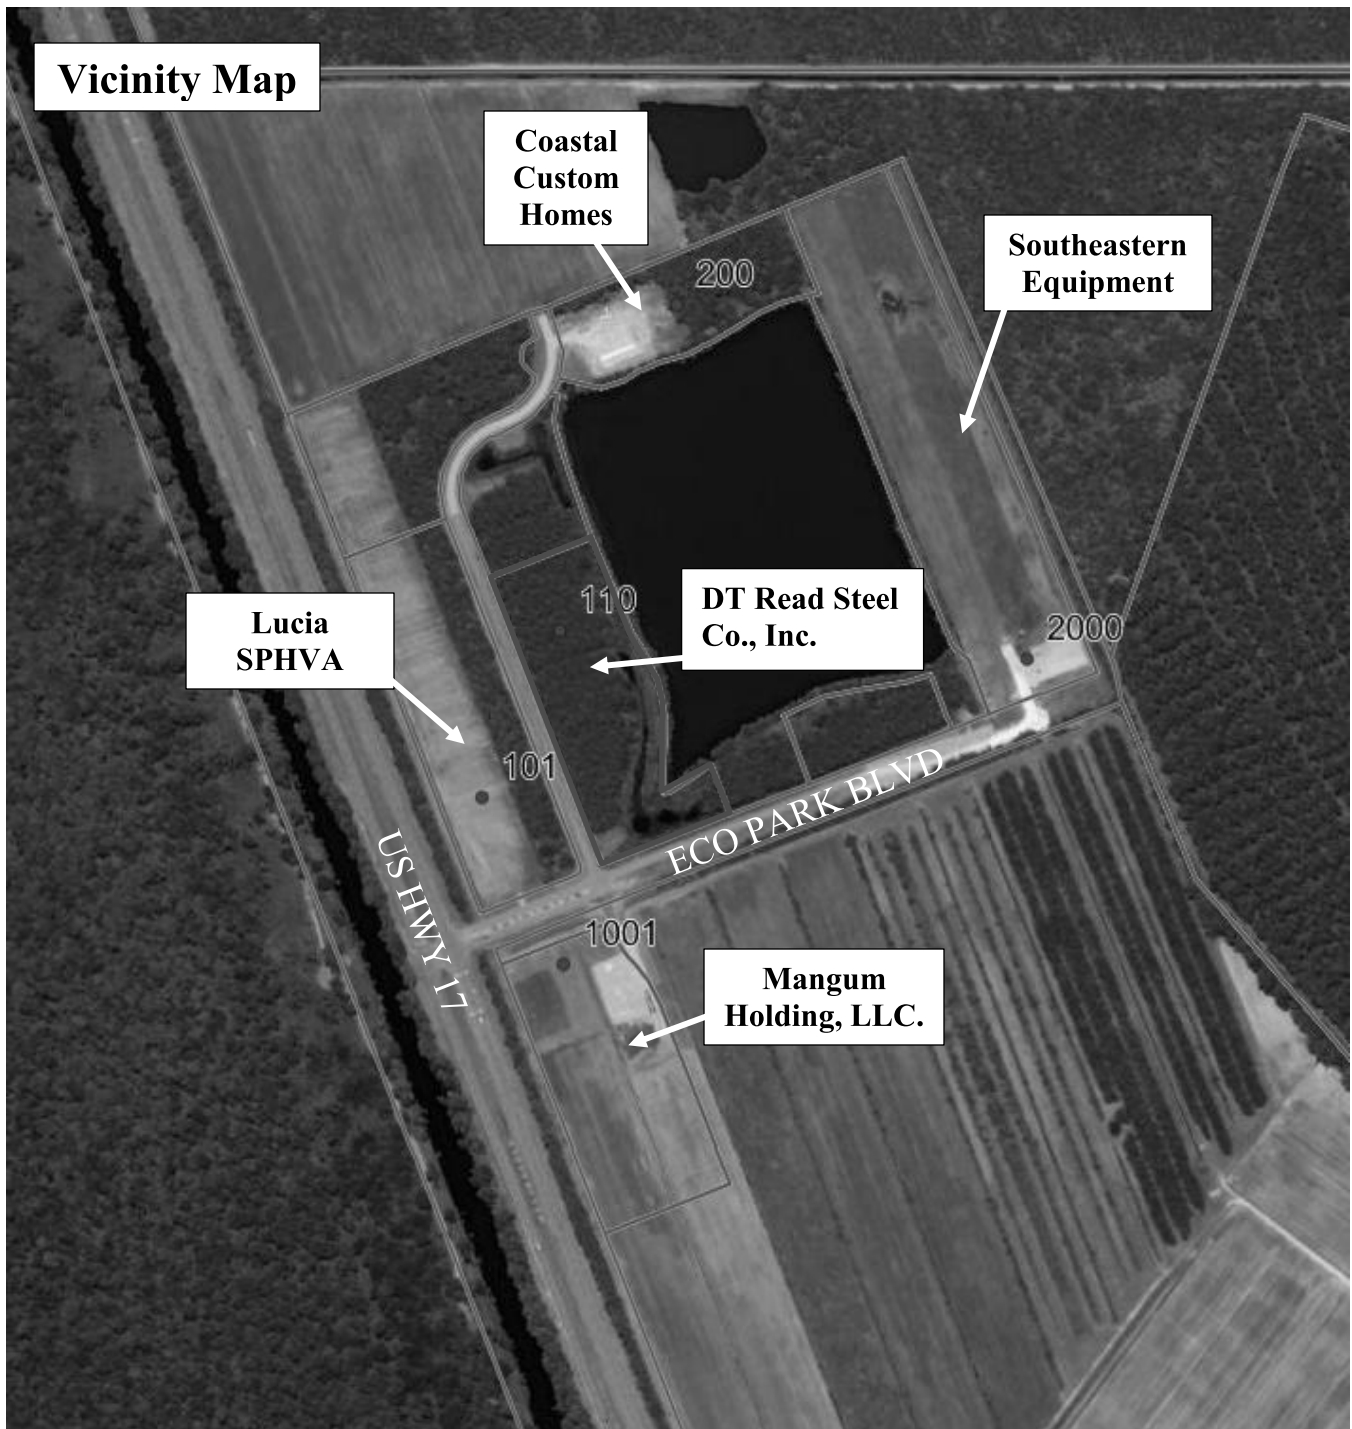 Vicinity Map
Coastal
Custom
Homes
200
Southeastern
Equipment
110
DT Read Steel
Co., Inc.
2000
Lucia
SPHVA
101
ECO PARK BLVD
US HWY 17
1001
Mangum
Holding, LLC.